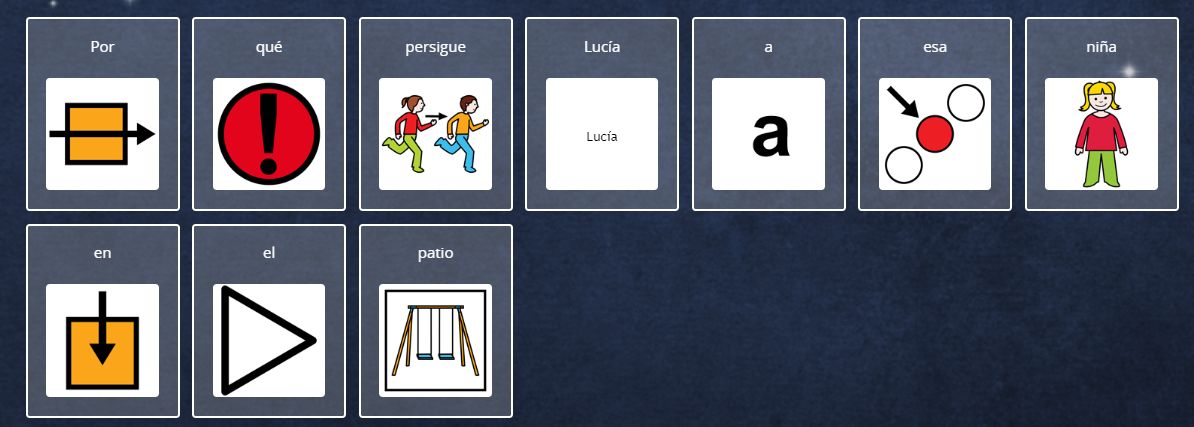 Por qué persigue Lucía a esa niña
Lucía a
en el patio